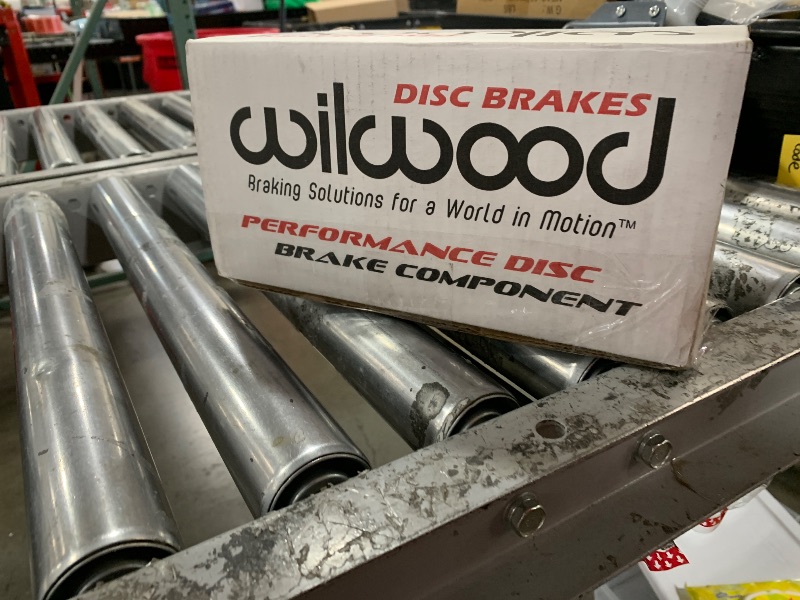 DISC BRAKES
wilwood
Braking Solutions for a World in Motion™
PERFORMANCE DISC
BRAKE COMPONENT